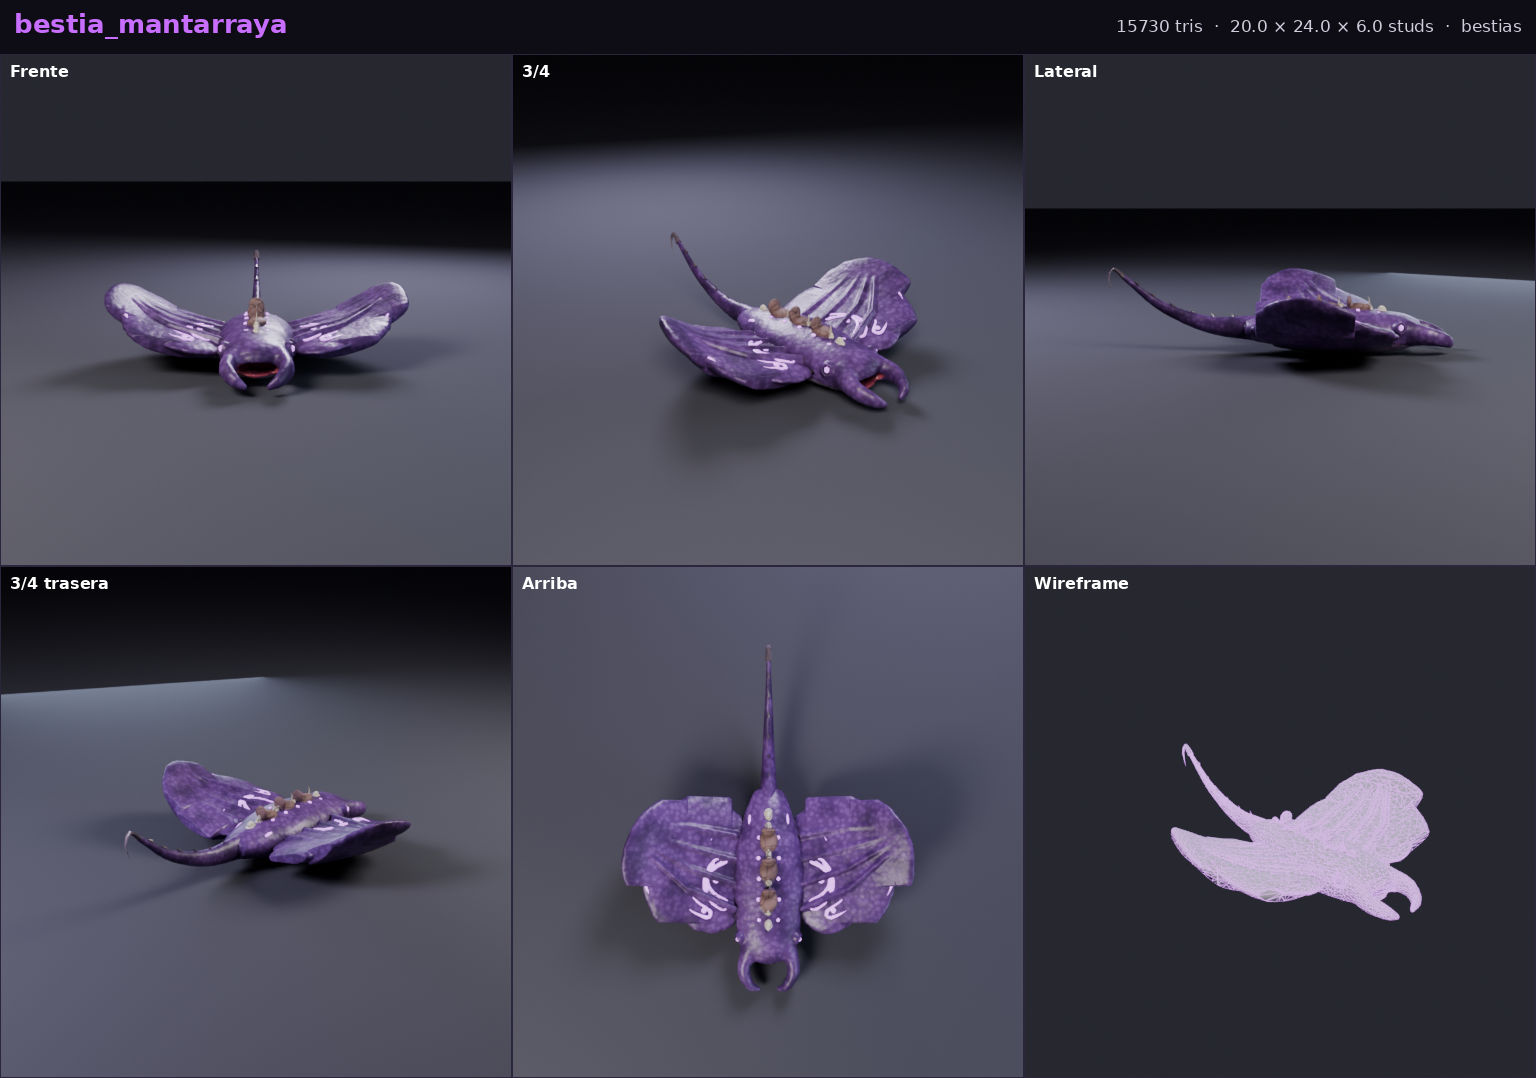 bestia_mantarraya
15730 tris · 20.0 × 24.0 × 6.0 studs · bestias
Frente
3/4
Lateral
3/4 trasera
Arriba
Wireframe